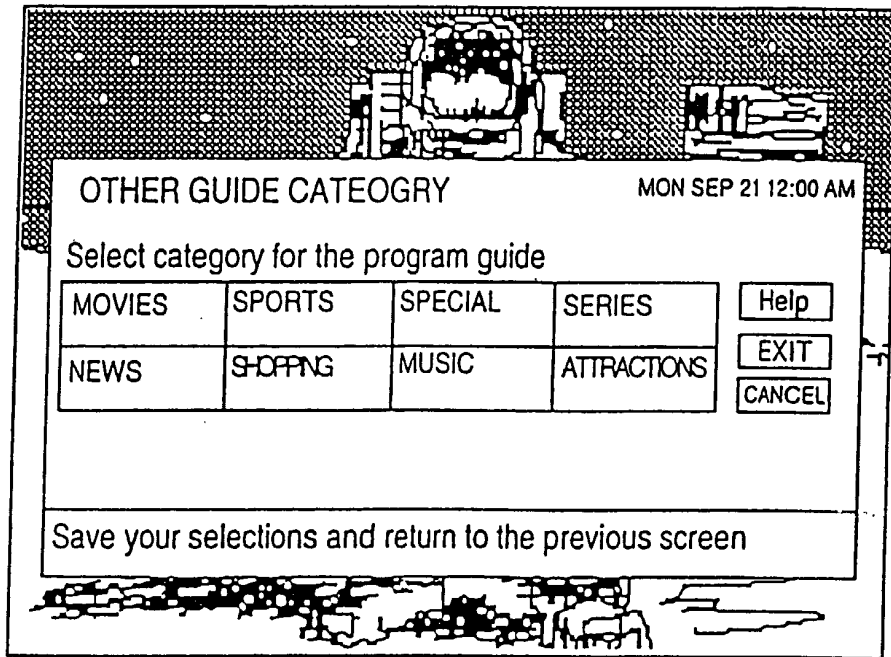 OTHER GUIDE CATEOGRY MON SEP 21 12:00 AM
Select category for the program guide
MOVIES SPORTS SPECIAL SERIES Help
NEWS SHOPPING MUSIC ATTRACTIONS EXIT
CANCEL
Save your selections and return to the previous screen